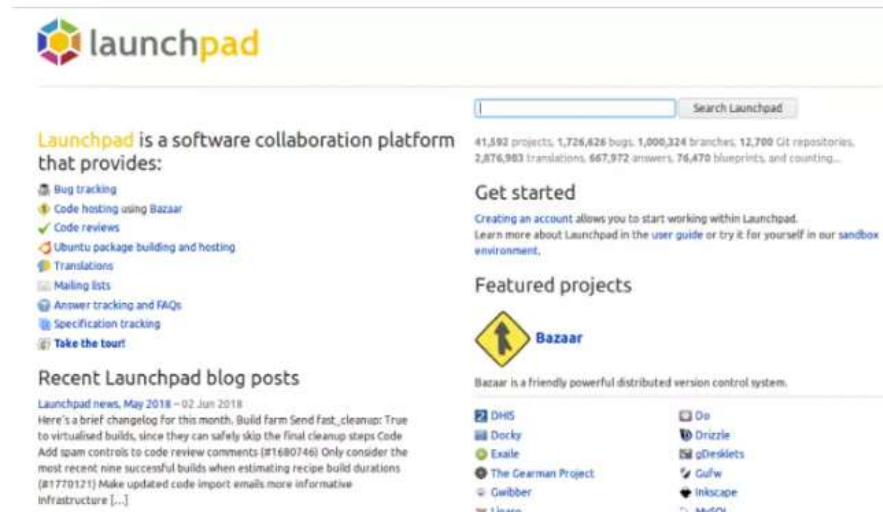 launchpad
Search Launchpad
Launchpad is a software collaboration platform
that provides:
Bug tracking
Code hosting using Bazaar
Code reviews
Ubuntu package building and hosting
Translations
Mailing lists
Answer tracking and FAQs
Specification tracking
Take the tour!
Recent Launchpad blog posts
Launchpad news, May 2018 – 02 Jun 2018
Here's a brief changelog for this month. Build farm Send fast_cleanup: True
to virtualised builds, since they can safely skip the final cleanup steps Code
Add spam controls to code review comments (#1680746) Only consider the
most recent nine successful builds when estimating recipe build durations
(#1770121) Make updated code import emails more informative
Infrastructure [...]
41,592 projects, 1,726,626 bugs, 1,000,324 branches, 12,700 Git repositories,
2,876,983 translations, 667,972 answers, 76,470 blueprints, and counting...
Get started
Creating an account allows you to start working within Launchpad.
Learn more about Launchpad in the user guide or try it for yourself in our sandbox
environment.
Featured projects
Bazaar
Bazaar is a friendly powerful distributed version control system.
DHIS
Docky
Exaile
The Gearman Project
Gwibber
Linaro
Do
Drizzle
gDesklets
Gufw
Inkscape
MySQL